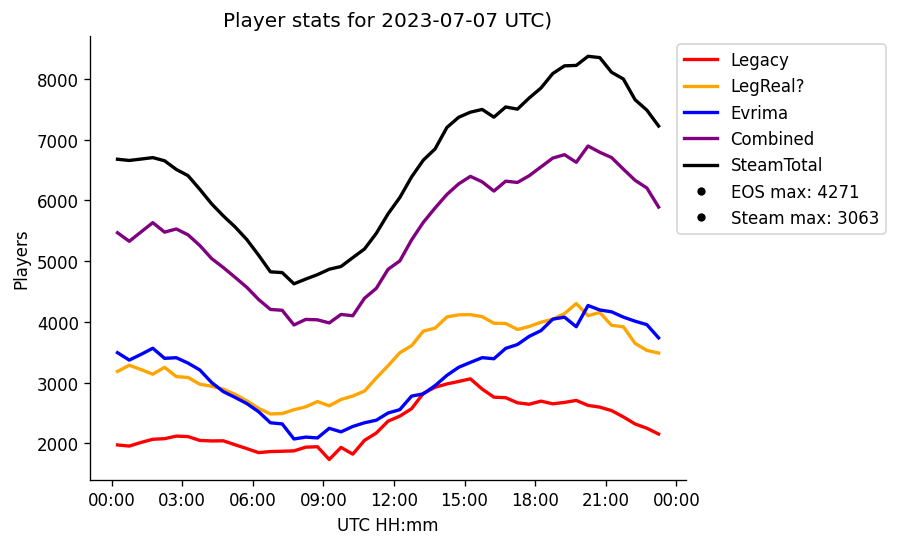 Player stats for 2023-07-07 UTC)
8000
7000
6000
5000
4000
3000
2000
Players
00:00 03:00 06:00 09:00 12:00 15:00 18:00 21:00 00:00
UTC HH:mm
Legacy
LegReal?
Evrima
Combined
SteamTotal
EOS max: 4271
Steam max: 3063